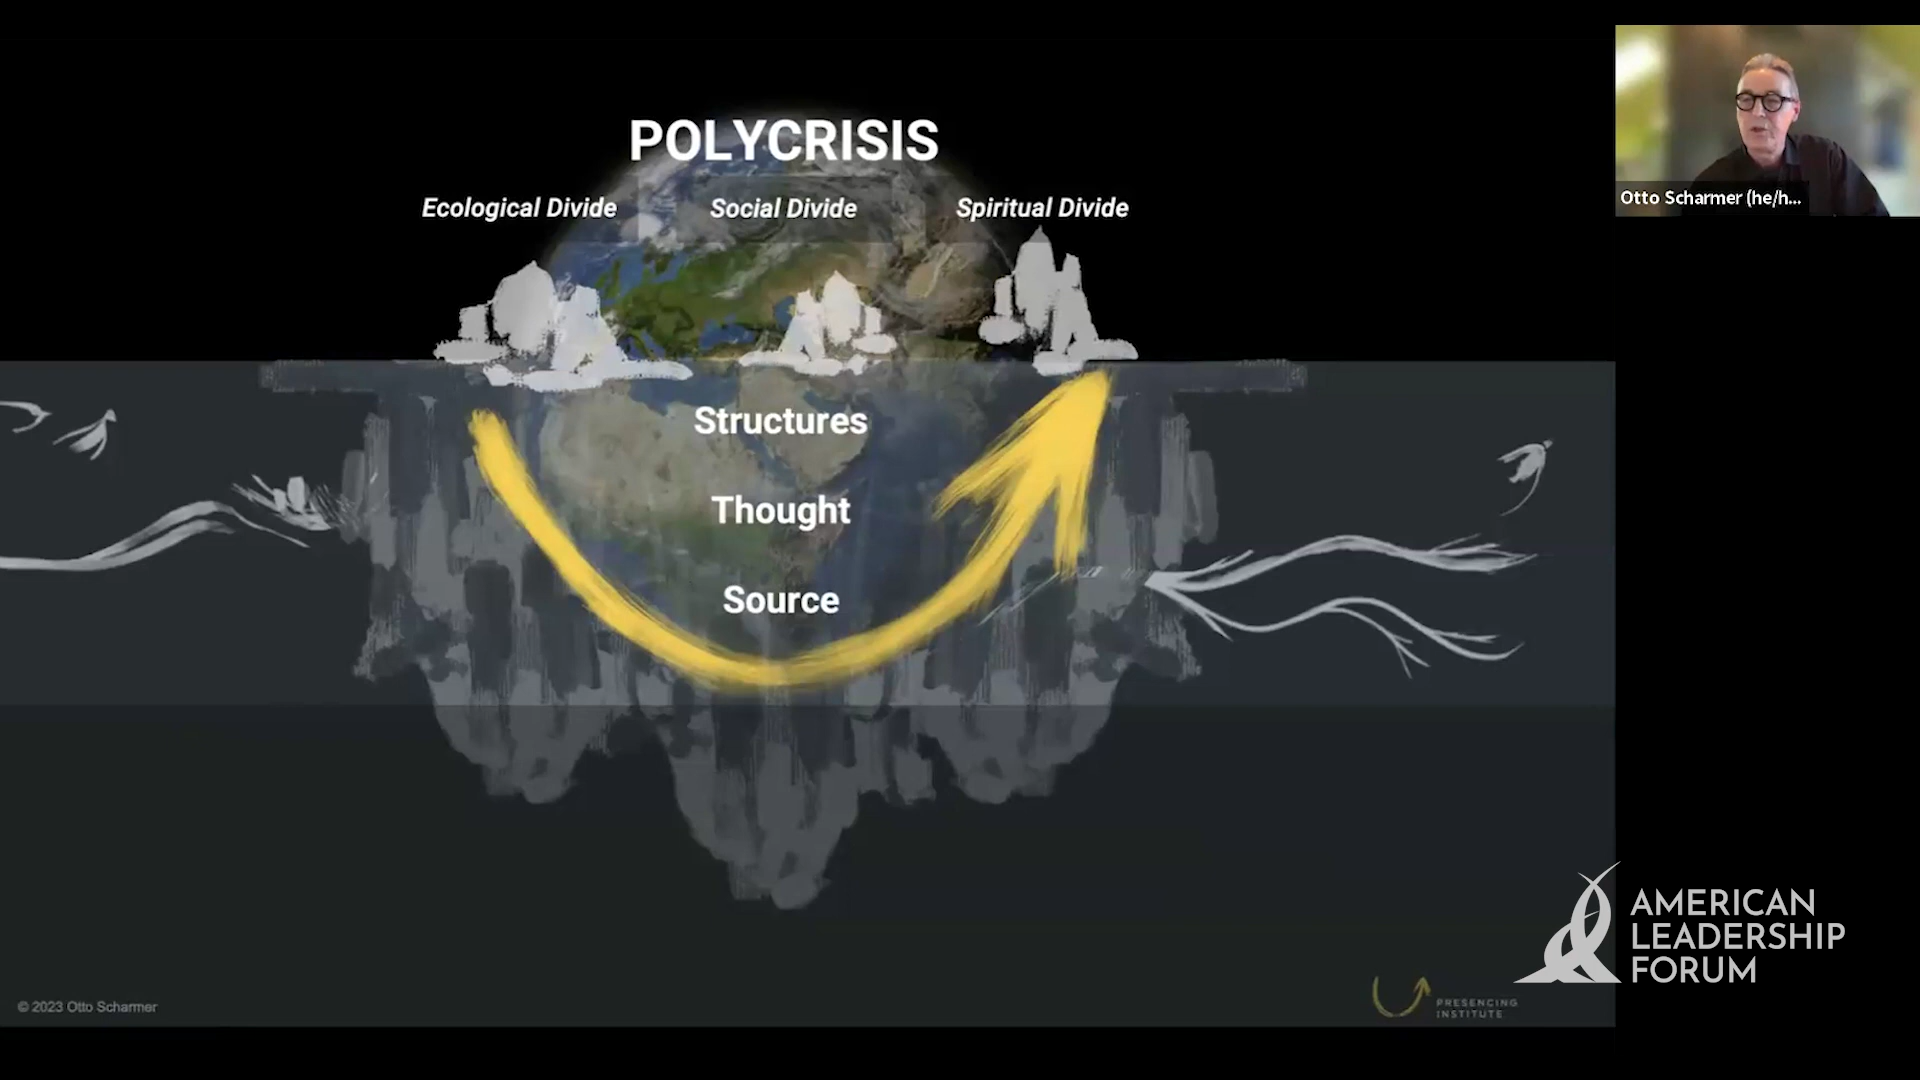 POLYCRISIS
Ecological Divide
Social Divide
Spiritual Divide
Structures
Thought
Source
Otto Scharmer (he/h...
AMERICAN
LEADERSHIP
FORUM
© 2023 Otto Scharmer
PRESENCING
INSTITUTE